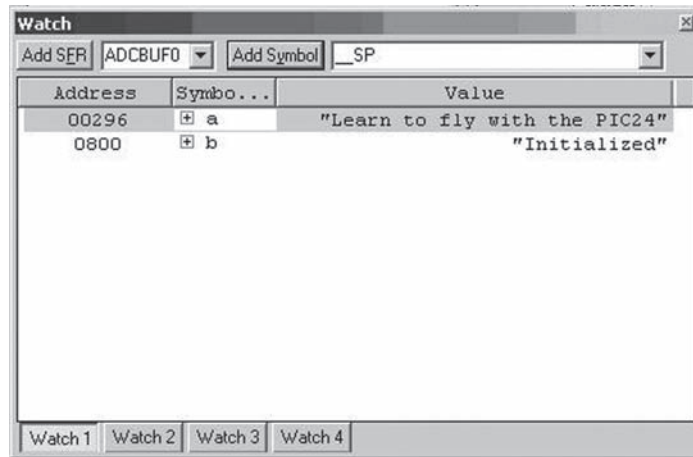 Watch
Add SFR ADCBUF0 Add Symbol __SP
Address Symbo... Value
00296 a "Learn to fly with the PIC24"
0800 b "Initialized"
Watch 1 Watch 2 Watch 3 Watch 4